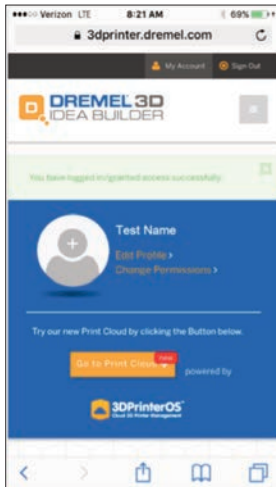 Verizon LTE 8:21 AM 69%
3dprinter.dremel.com
My Account Sign Out
DREMEL 3D
IDEA BUILDER
You have logged in/granted access successfully.
Test Name
Edit Profile >
Change Permissions >
Try our new Print Cloud by clicking the Button below.
New
Go to Print Cloud
powered by
3DPrinterOS
Cloud 3D Printer Management